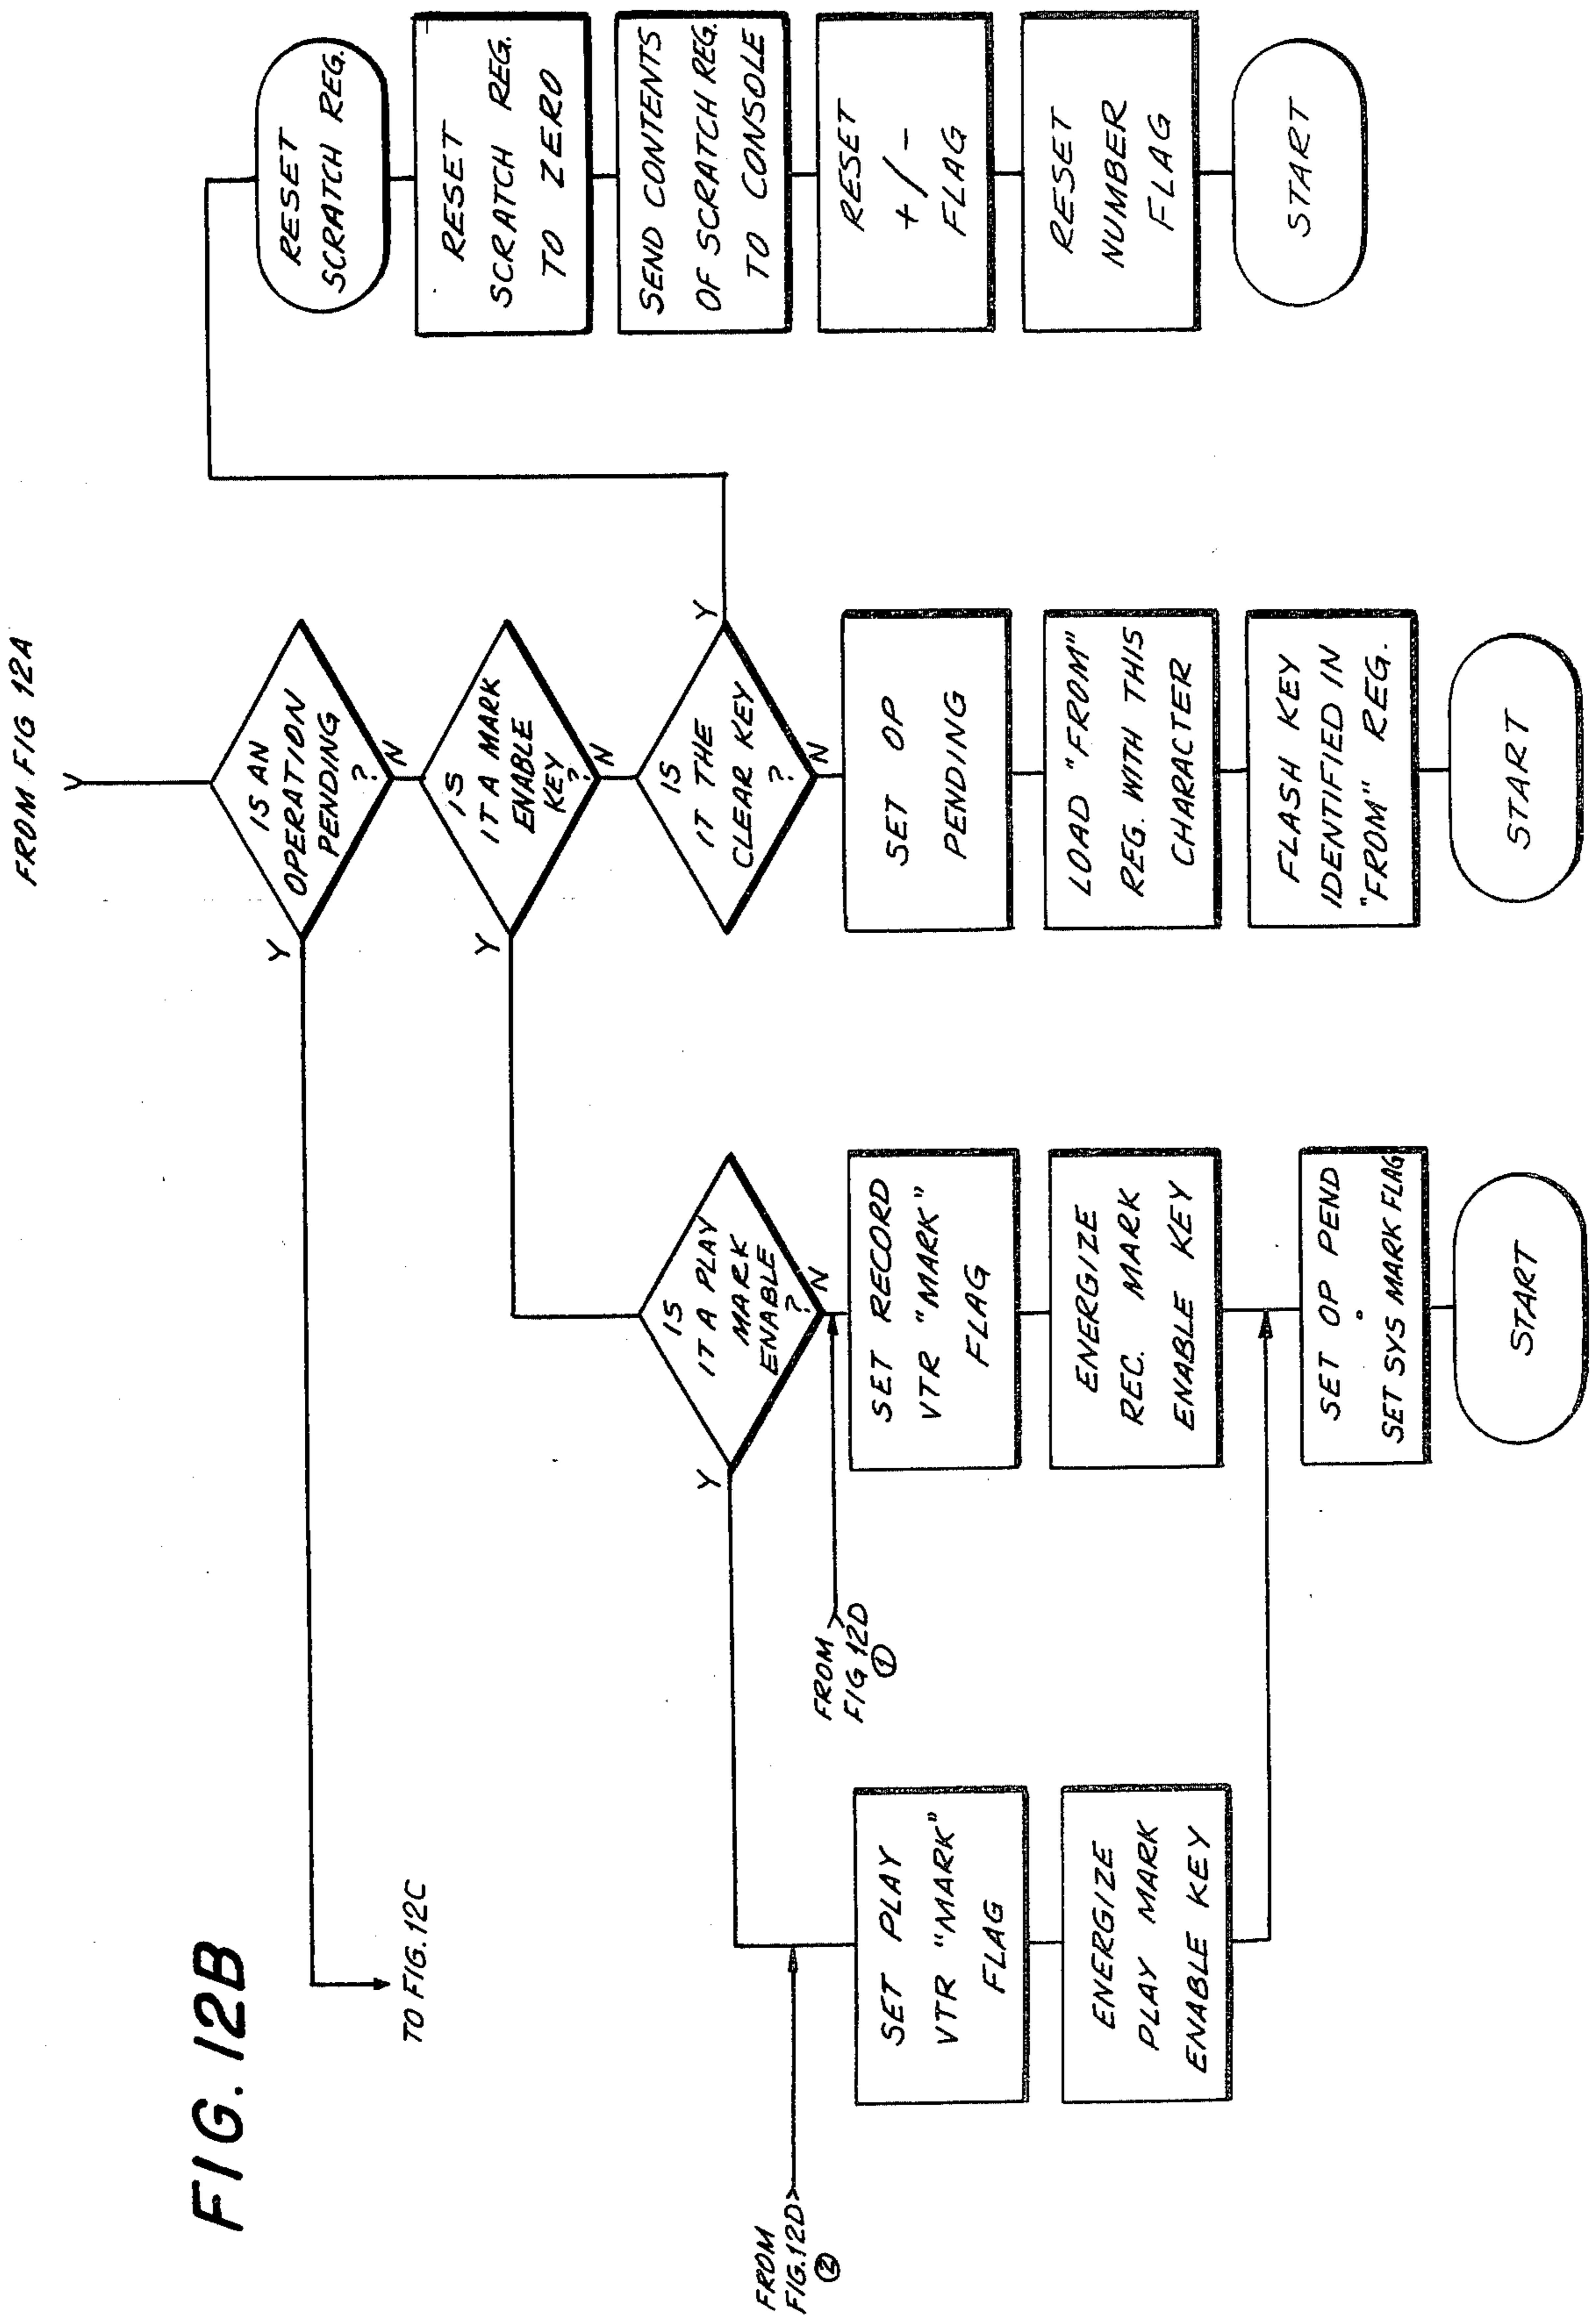 FIG. 12B
FROM FIG 12A
Y
IS AN
OPERATION
PENDING
?
N
TO FIG. 12C
Y
IS
IT A MARK
ENABLE
KEY
?
N
Y
IS
IT THE
CLEAR KEY
?
N
RESET
SCRATCH REG.
RESET
SCRATCH REG.
TO ZERO
SEND CONTENTS
OF SCRATCH REG.
TO CONSOLE
RESET
+/-
FLAG
RESET
NUMBER
FLAG
START
SET OP
PENDING
LOAD "FROM"
REG. WITH THIS
CHARACTER
FLASH KEY
IDENTIFIED IN
"FROM" REG.
START
IS
IT A PLAY
MARK
ENABLE
?
Y
N
FROM
FIG 12D
①
SET RECORD
VTR "MARK"
FLAG
ENERGIZE
REC. MARK
ENABLE KEY
SET OP PEND
SET SYS MARK FLAG
START
FROM
FIG. 12D
②
SET PLAY
VTR "MARK"
FLAG
ENERGIZE
PLAY MARK
ENABLE KEY